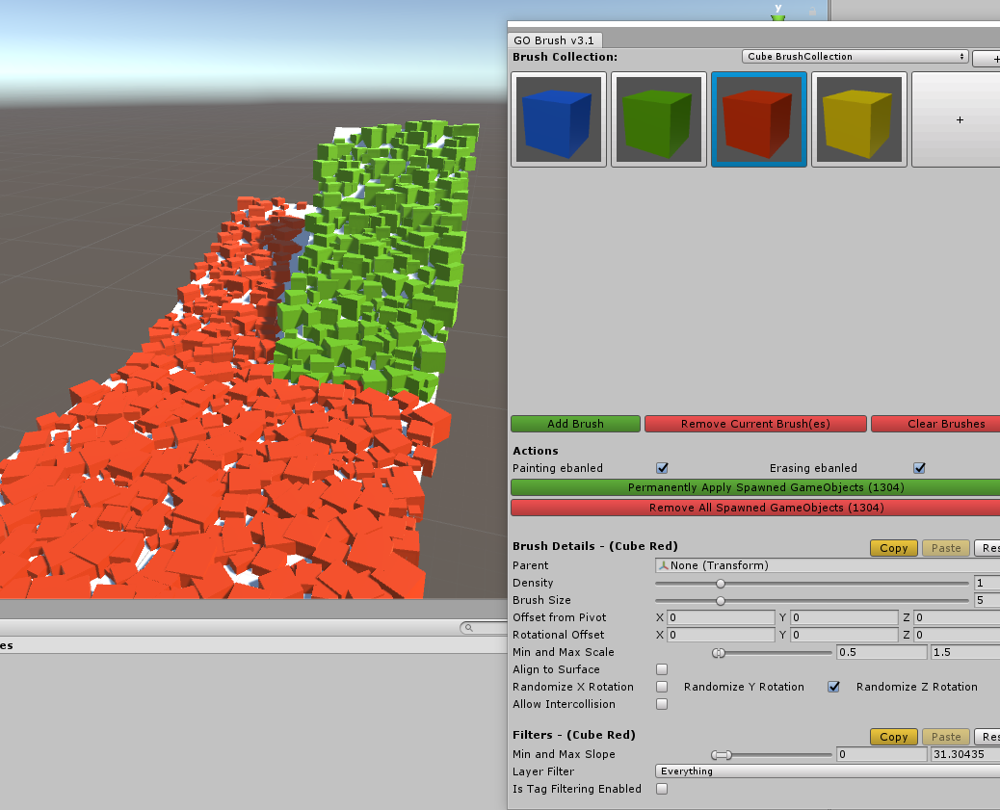 y
GO Brush v3.1
Brush Collection:
Cube BrushCollection
+
+
Add Brush
Remove Current Brush(es)
Clear Brushes
Actions
Painting ebanled
Erasing ebanled
Permanently Apply Spawned GameObjects (1304)
Remove All Spawned GameObjects (1304)
Brush Details - (Cube Red)
Copy
Paste
Res
Parent
None (Transform)
Density
1
Brush Size
5
Offset from Pivot
X 0
Y 0
Z 0
Rotational Offset
X 0
Y 0
Z 0
Min and Max Scale
0.5
1.5
Align to Surface
Randomize X Rotation
Randomize Y Rotation
Randomize Z Rotation
Allow Intercollision
es
Filters - (Cube Red)
Copy
Paste
Res
Min and Max Slope
0
31.30435
Layer Filter
Everything
Is Tag Filtering Enabled